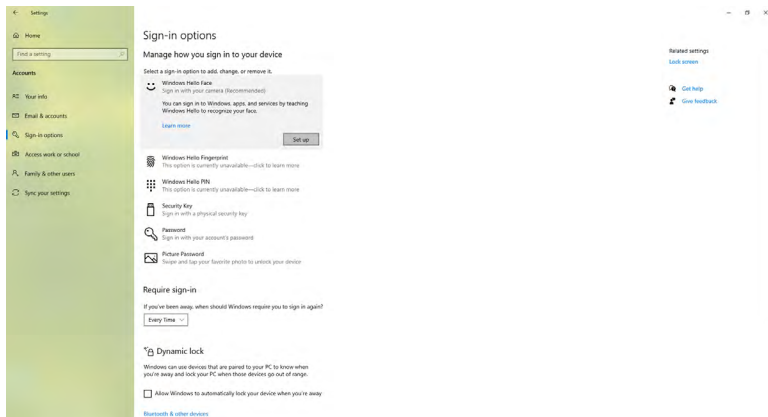 Settings
Home
Find a setting
Accounts
Your info
Email & accounts
Sign-in options
Access work or school
Family & other users
Sync your settings
Sign-in options
Manage how you sign in to your device
Select a sign-in option to add, change, or remove it.
Windows Hello Face
Sign in with your camera (Recommended)
You can sign in to Windows, apps, and services by teaching
Windows Hello to recognize your face.
Learn more
Set up
Windows Hello Fingerprint
This option is currently unavailable—click to learn more
Windows Hello PIN
This option is currently unavailable—click to learn more
Security Key
Sign in with a physical security key
Password
Sign in with your account's password
Picture Password
Swipe and tap your favorite photo to unlock your device
Require sign-in
If you've been away, when should Windows require you to sign in again?
Every Time
Dynamic lock
Windows can use devices that are paired to your PC to know when
you're away and lock your PC when those devices go out of range.
Allow Windows to automatically lock your device when you're away
Bluetooth & other devices
Related settings
Lock screen
Get help
Give feedback